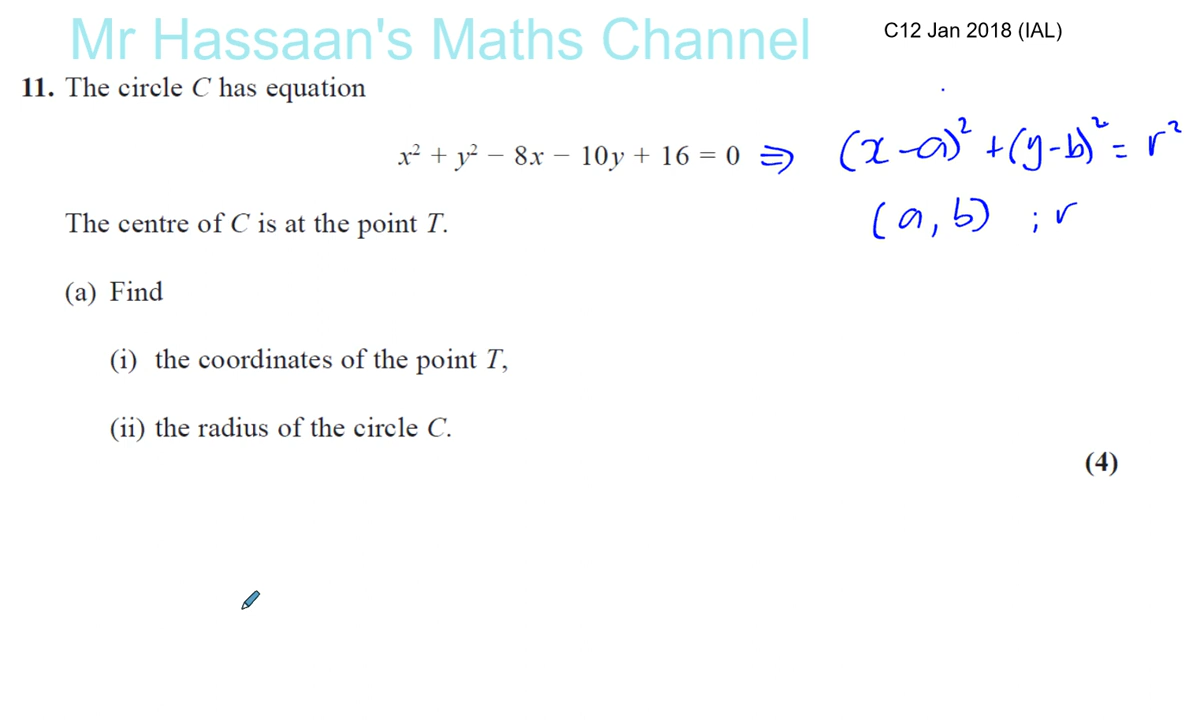 Mr Hassaan's Maths Channel
C12 Jan 2018 (IAL)
11. The circle C has equation
x² + y² − 8x − 10y + 16 = 0 ⇒ (x-a)² + (y-b)² = r²
(a, b) ; r
The centre of C is at the point T.
(a) Find
(i) the coordinates of the point T,
(ii) the radius of the circle C.
(4)